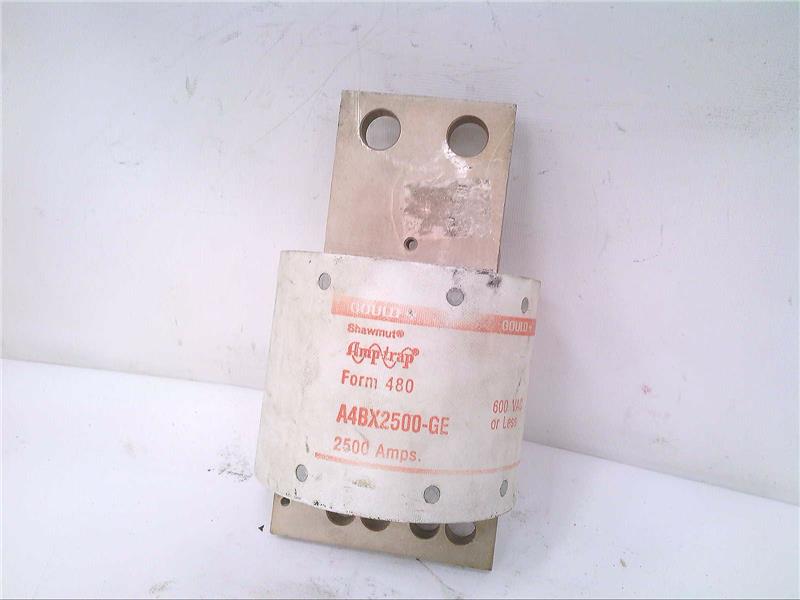 GOULD
Shawmut®
Amp-trap®
Form 480
A4BX2500-GE
2500 Amps.
GOULD
600 VAC
or Less